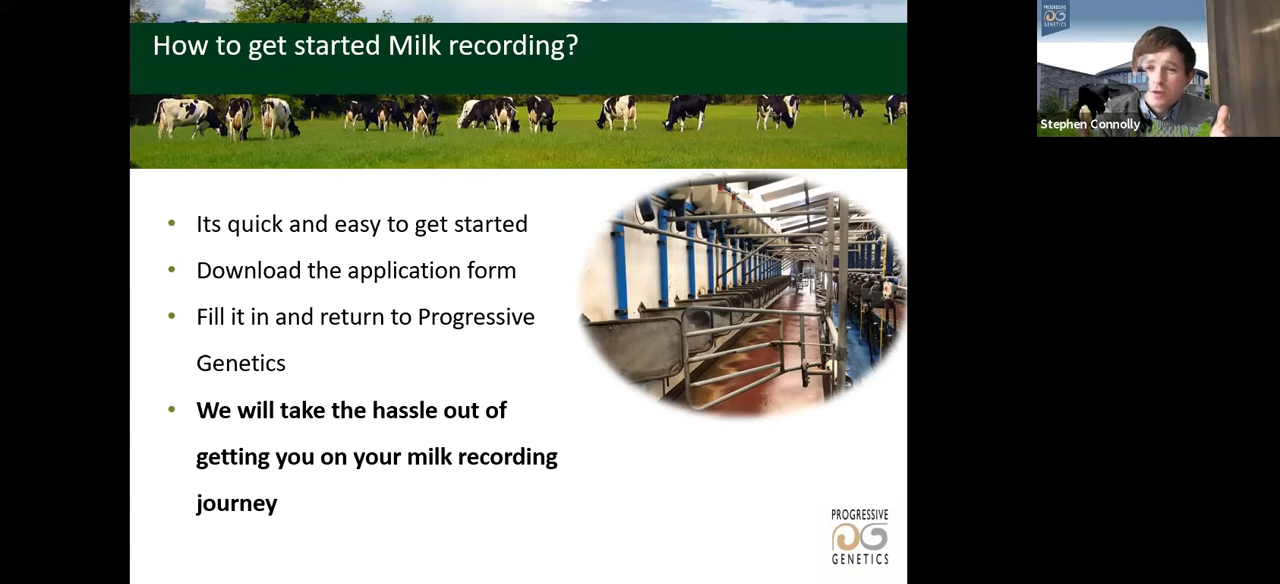 How to get started Milk recording?
PROGRESSIVE
GENETICS
Stephen Connolly
• Its quick and easy to get started
• Download the application form
• Fill it in and return to Progressive
Genetics
• We will take the hassle out of
getting you on your milk recording
journey
PROGRESSIVE
GENETICS